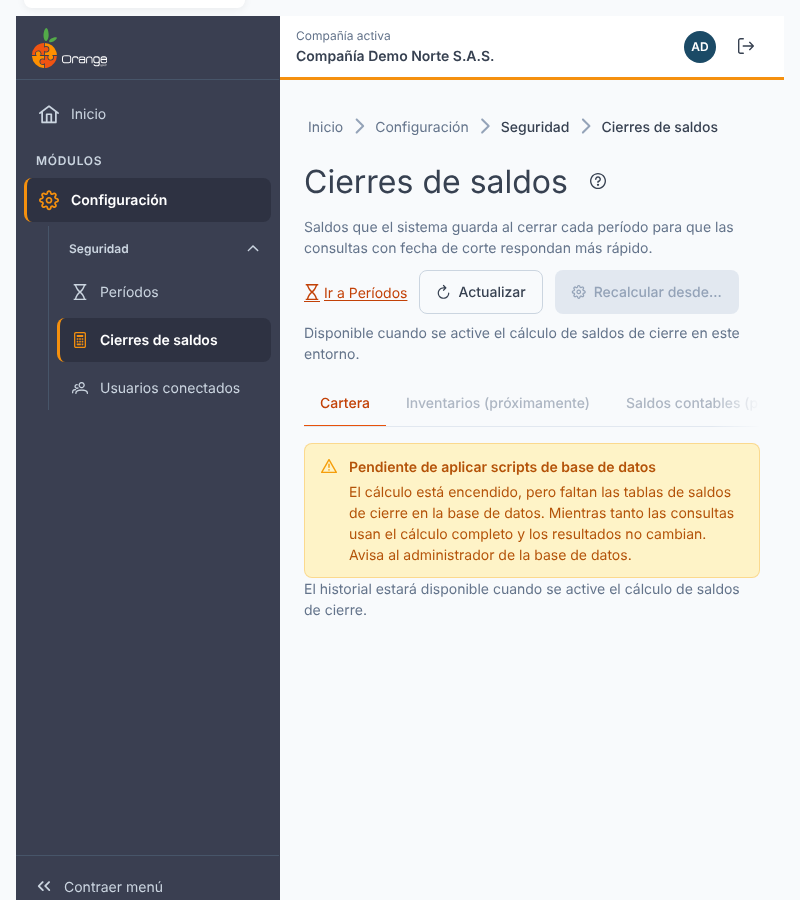 Orange
Compañía activa
Compañía Demo Norte S.A.S.
AD
Inicio
MÓDULOS
Configuración
Seguridad
Períodos
Cierres de saldos
Usuarios conectados
Contraer menú
Inicio > Configuración > Seguridad > Cierres de saldos
Cierres de saldos
Saldos que el sistema guarda al cerrar cada período para que las
consultas con fecha de corte respondan más rápido.
Ir a Períodos
Actualizar
Recalcular desde...
Disponible cuando se active el cálculo de saldos de cierre en este
entorno.
Cartera
Inventarios (próximamente)
Saldos contables
Pendiente de aplicar scripts de base de datos
El cálculo está encendido, pero faltan las tablas de saldos
de cierre en la base de datos. Mientras tanto las consultas
usan el cálculo completo y los resultados no cambian.
Avisa al administrador de la base de datos.
El historial estará disponible cuando se active el cálculo de saldos
de cierre.